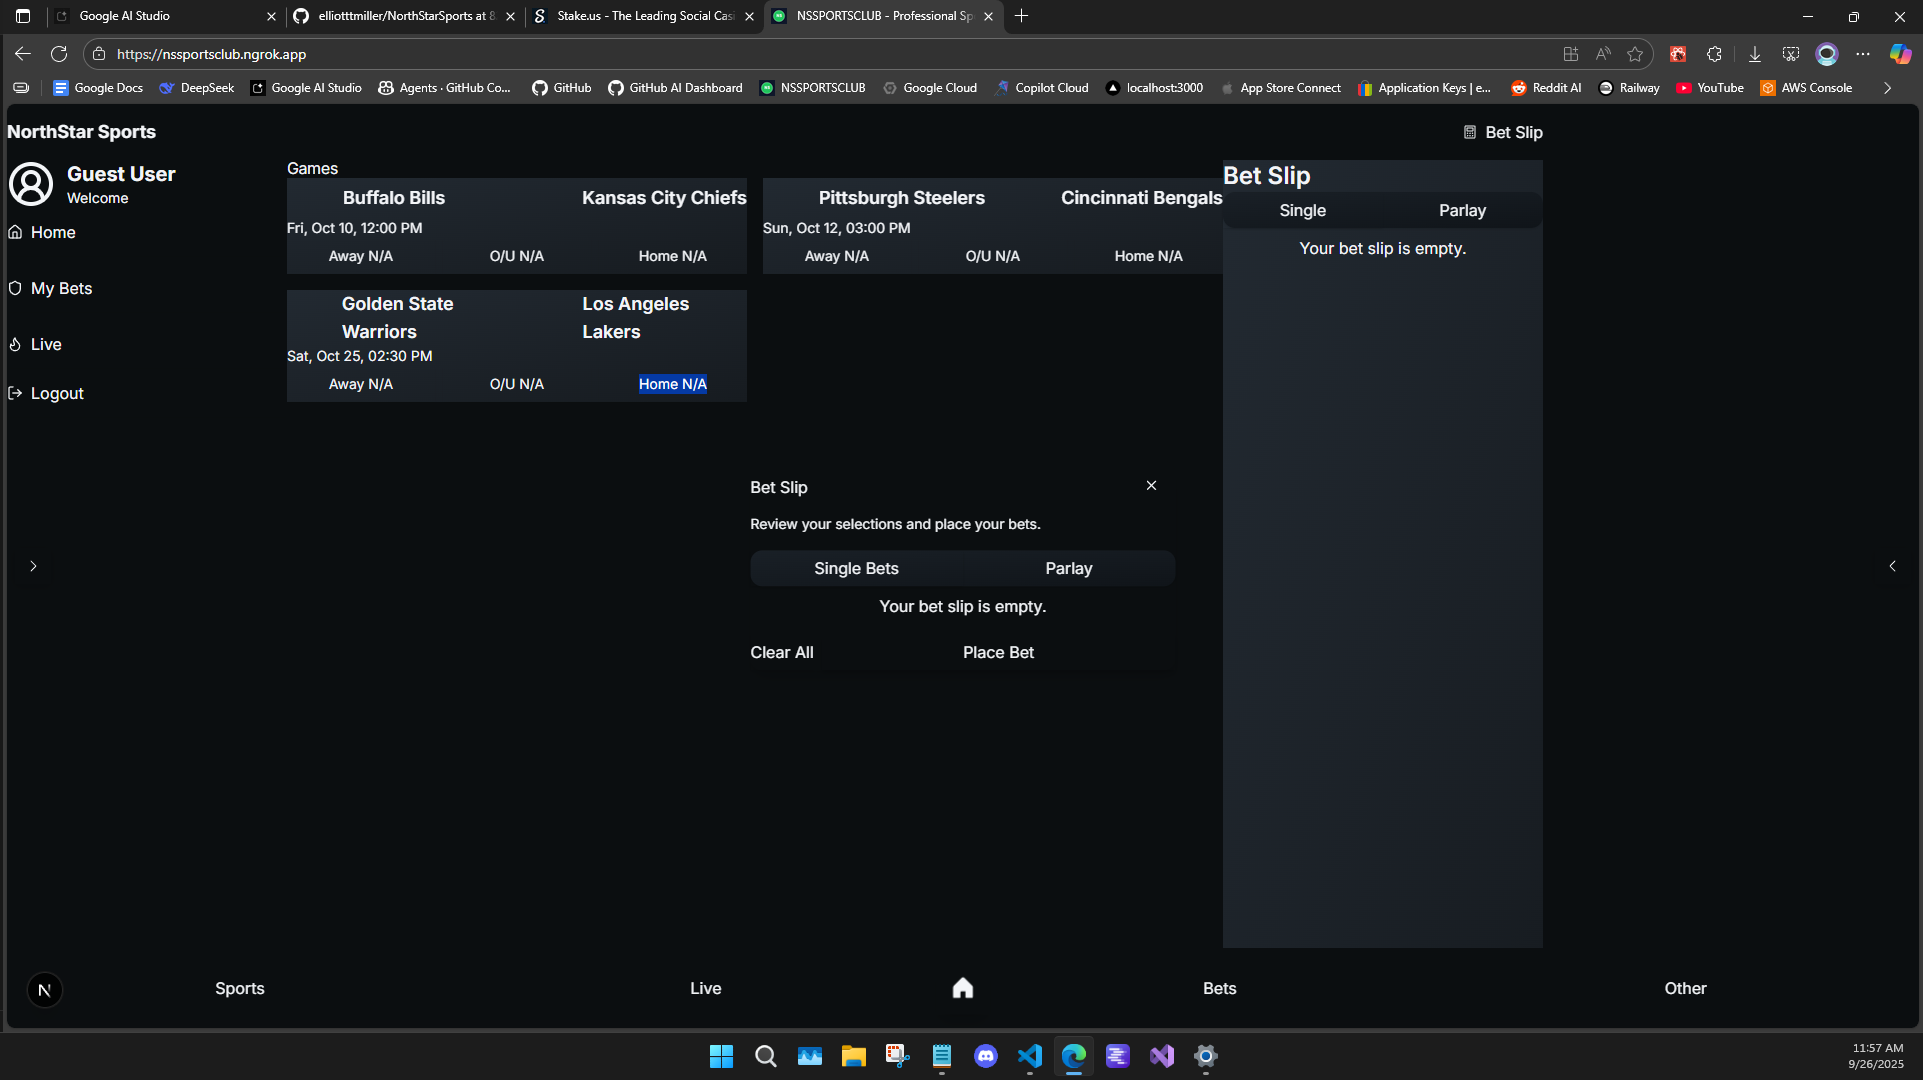 Google AI Studio
elliotttmiller/NorthStarSports at 8
Stake.us - The Leading Social Casi
NSSPORTSCLUB - Professional Sp
https://nssportsclub.ngrok.app
Google Docs
DeepSeek
Google AI Studio
Agents · GitHub Co...
GitHub
GitHub AI Dashboard
NSSPORTSCLUB
Google Cloud
Copilot Cloud
localhost:3000
App Store Connect
Application Keys | e...
Reddit AI
Railway
YouTube
AWS Console
NorthStar Sports
Bet Slip
Guest User
Welcome
Home
My Bets
Live
Logout
Games
Buffalo Bills Kansas City Chiefs
Fri, Oct 10, 12:00 PM
Away N/A O/U N/A Home N/A
Pittsburgh Steelers Cincinnati Bengals
Sun, Oct 12, 03:00 PM
Away N/A O/U N/A Home N/A
Golden State Los Angeles
Warriors Lakers
Sat, Oct 25, 02:30 PM
Away N/A O/U N/A Home N/A
Bet Slip
Single Parlay
Your bet slip is empty.
Bet Slip
Review your selections and place your bets.
Single Bets Parlay
Your bet slip is empty.
Clear All Place Bet
N
Sports Live Bets Other
11:57 AM
9/26/2025